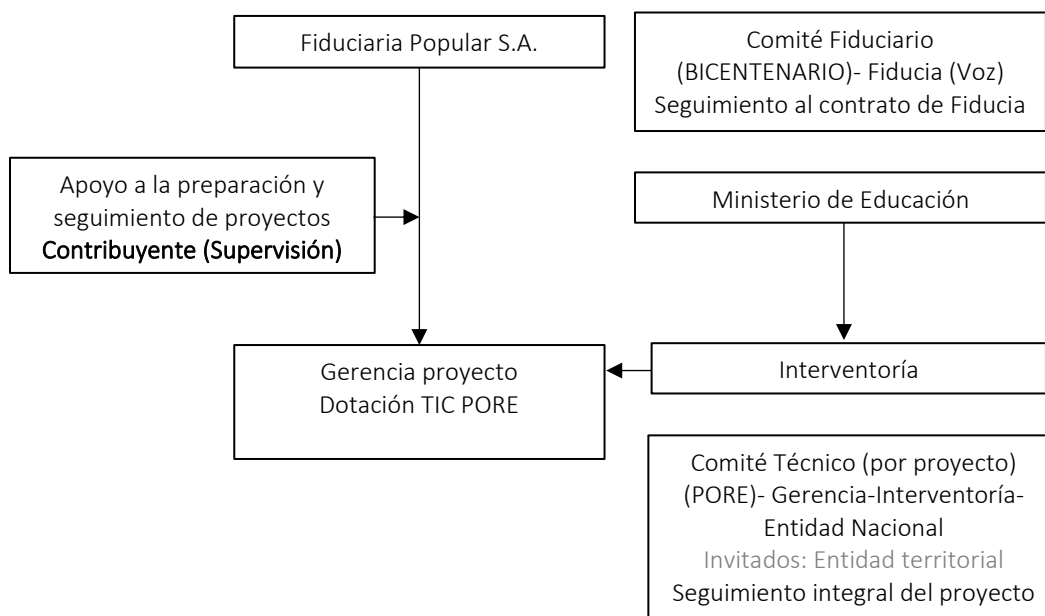 Fiduciaria Popular S.A.
Comité Fiduciario
(BICENTENARIO)- Fiducia (Voz)
Seguimiento al contrato de Fiducia
Apoyo a la preparación y
seguimiento de proyectos
Contribuyente (Supervisión)
Ministerio de Educación
Gerencia proyecto
Dotación TIC PORE
Interventoría
Comité Técnico (por proyecto)
(PORE)- Gerencia-Interventoría-
Entidad Nacional
Invitados: Entidad territorial
Seguimiento integral del proyecto